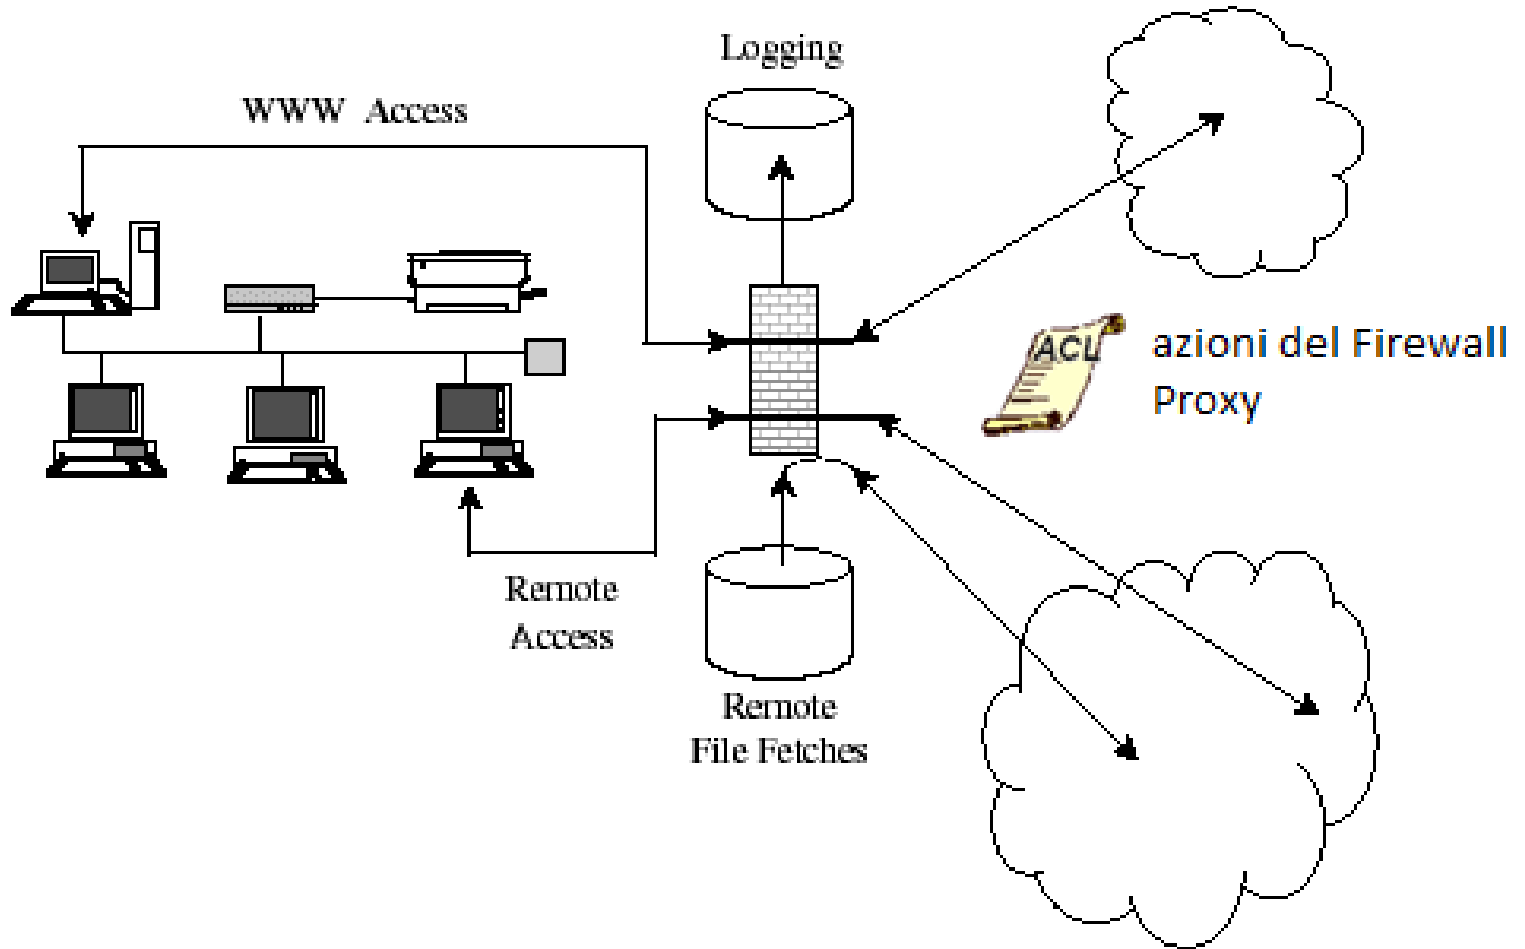 Logging
WWW Access
ACL
azioni del Firewall
Proxy
Remote
Access
Remote
File Fetches